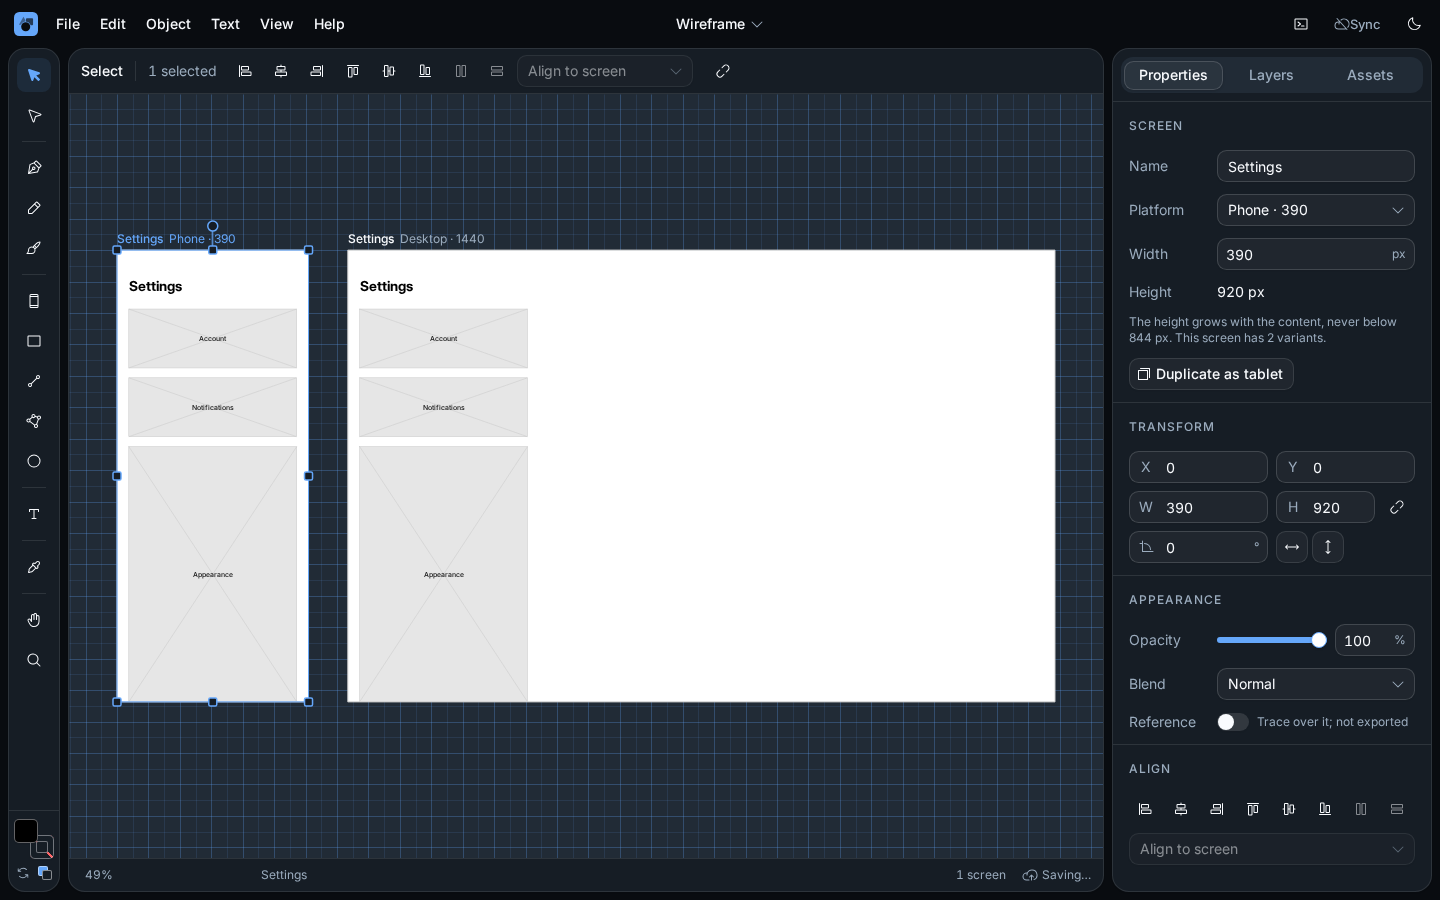 File Edit Object Text View Help
Wireframe
Sync
Select 1 selected
Align to screen
Properties Layers Assets
SCREEN
Name Settings
Platform Phone · 390
Width 390 px
Height 920 px
The height grows with the content, never below
844 px. This screen has 2 variants.
Duplicate as tablet
TRANSFORM
X 0 Y 0
W 390 H 920
0 °
APPEARANCE
Opacity 100 %
Blend Normal
Reference Trace over it; not exported
ALIGN
Align to screen
Settings Phone · 390
Settings
Account
Notifications
Appearance
Settings Desktop · 1440
Settings
Account
Notifications
Appearance
T
49% Settings 1 screen Saving...